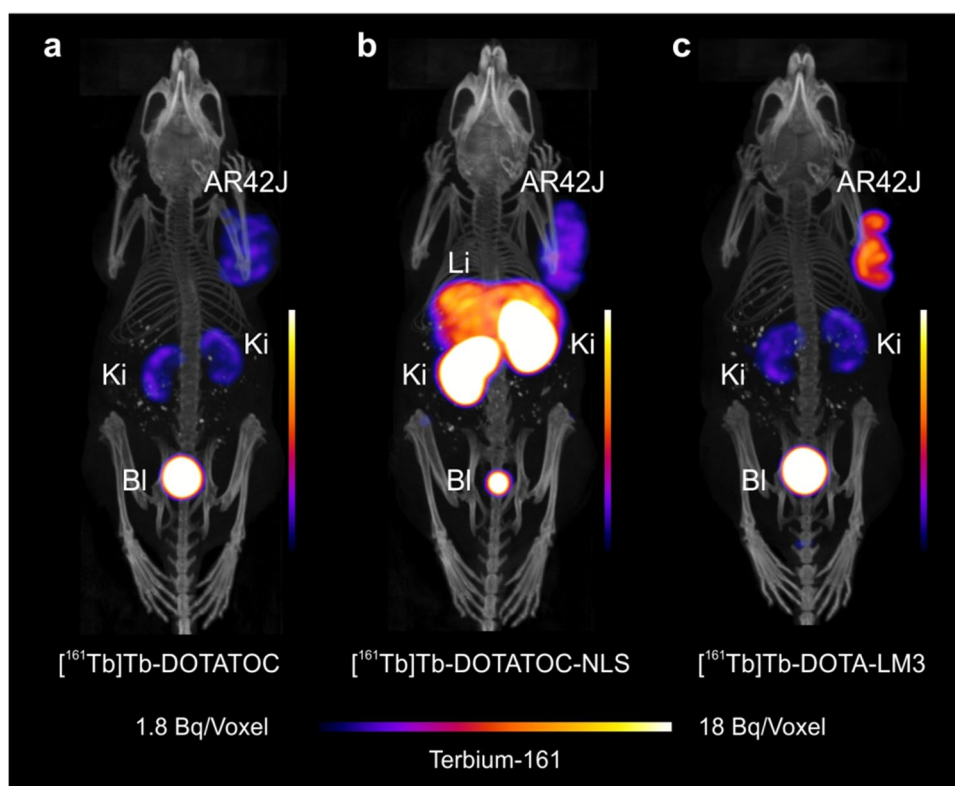 a
b
c
AR42J
AR42J
AR42J
Li
Ki
Ki
Ki
Ki
Ki
Ki
Bl
Bl
Bl
[¹⁶¹Tb]Tb-DOTATOC
[¹⁶¹Tb]Tb-DOTATOC-NLS
[¹⁶¹Tb]Tb-DOTA-LM3
1.8 Bq/Voxel
18 Bq/Voxel
Terbium-161